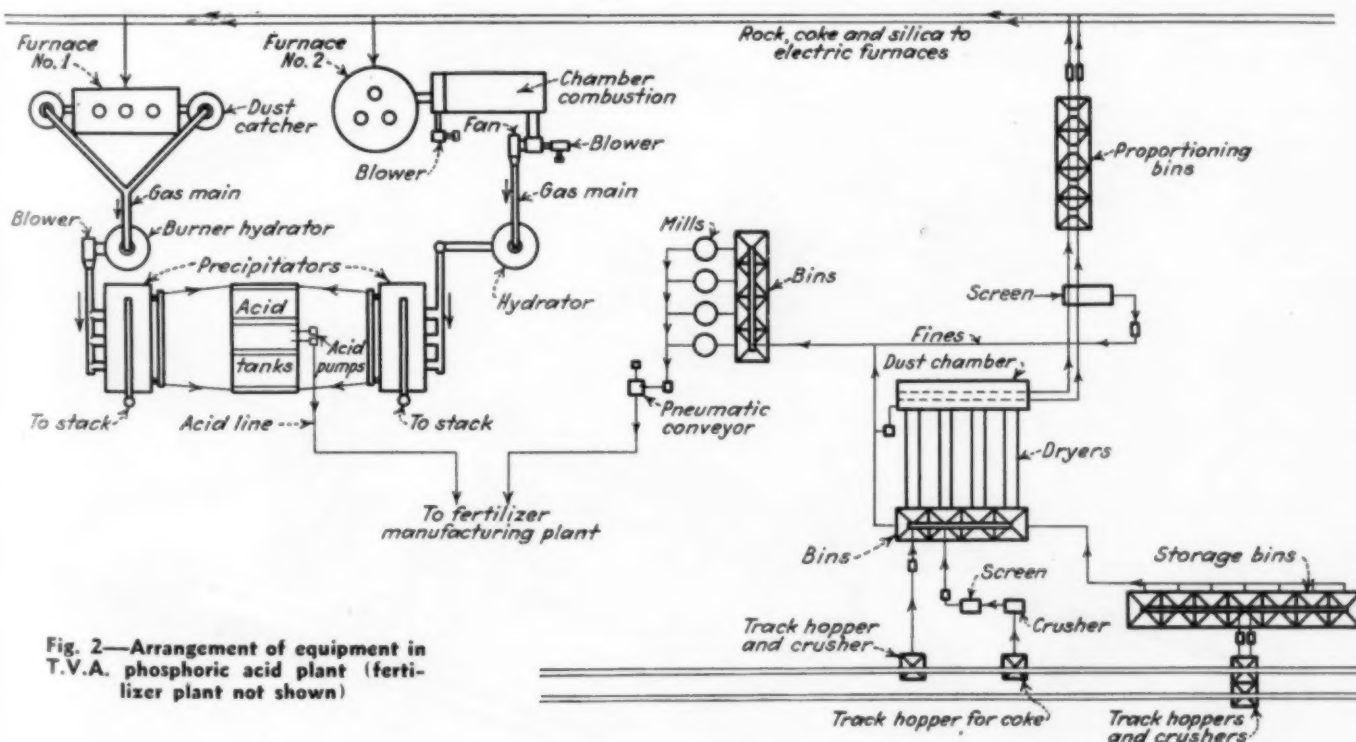 Rock, coke and silica to
electric furnaces
Furnace
No. 1
Furnace
No. 2
Chamber
combustion
Dust
catcher
Fan
Blower
Blower
Proportioning
bins
Gas main
Gas main
Blower
Burner hydrator
Mills
Bins
Precipitators
Hydrator
Screen
Acid
tanks
Acid
pumps
Fines
Dust chamber
To stack
Acid line
To stack
Pneumatic
conveyor
Dryers
To fertilizer
manufacturing plant
Bins
Screen
Storage bins
Crusher
Track hopper
and crusher
Fig. 2—Arrangement of equipment in
T.V.A. phosphoric acid plant (ferti-
lizer plant not shown)
Track hopper for coke
Track hoppers
and crushers